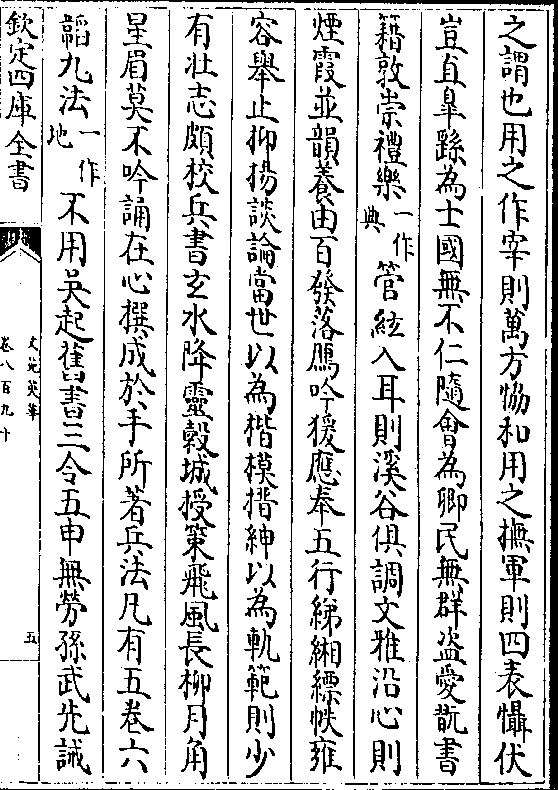 之謂也用之作宰則萬方恊和用之撫軍則四表懾伏
豈直臯繇為士國無不仁隨會為卿民無群盗愛翫書
籍敦崇禮樂一作典管絃入耳則溪谷俱調文雅沿心則
煙霞並韻養由百發落鴈吟猨應奉五行綈緗縹帙雍
容舉止抑揚談論當世以為楷模搢紳以為軌範則少
有壯志頗校兵書玄水降靈穀城授策飛風長柳月角
星眉莫不吟誦在心撰成於手所著兵法凡有五卷六
韜九法一作地不用吳起舊書三令五申無勞孫武先誡
欽定四庫全書
文苑英華
卷八百九十
五